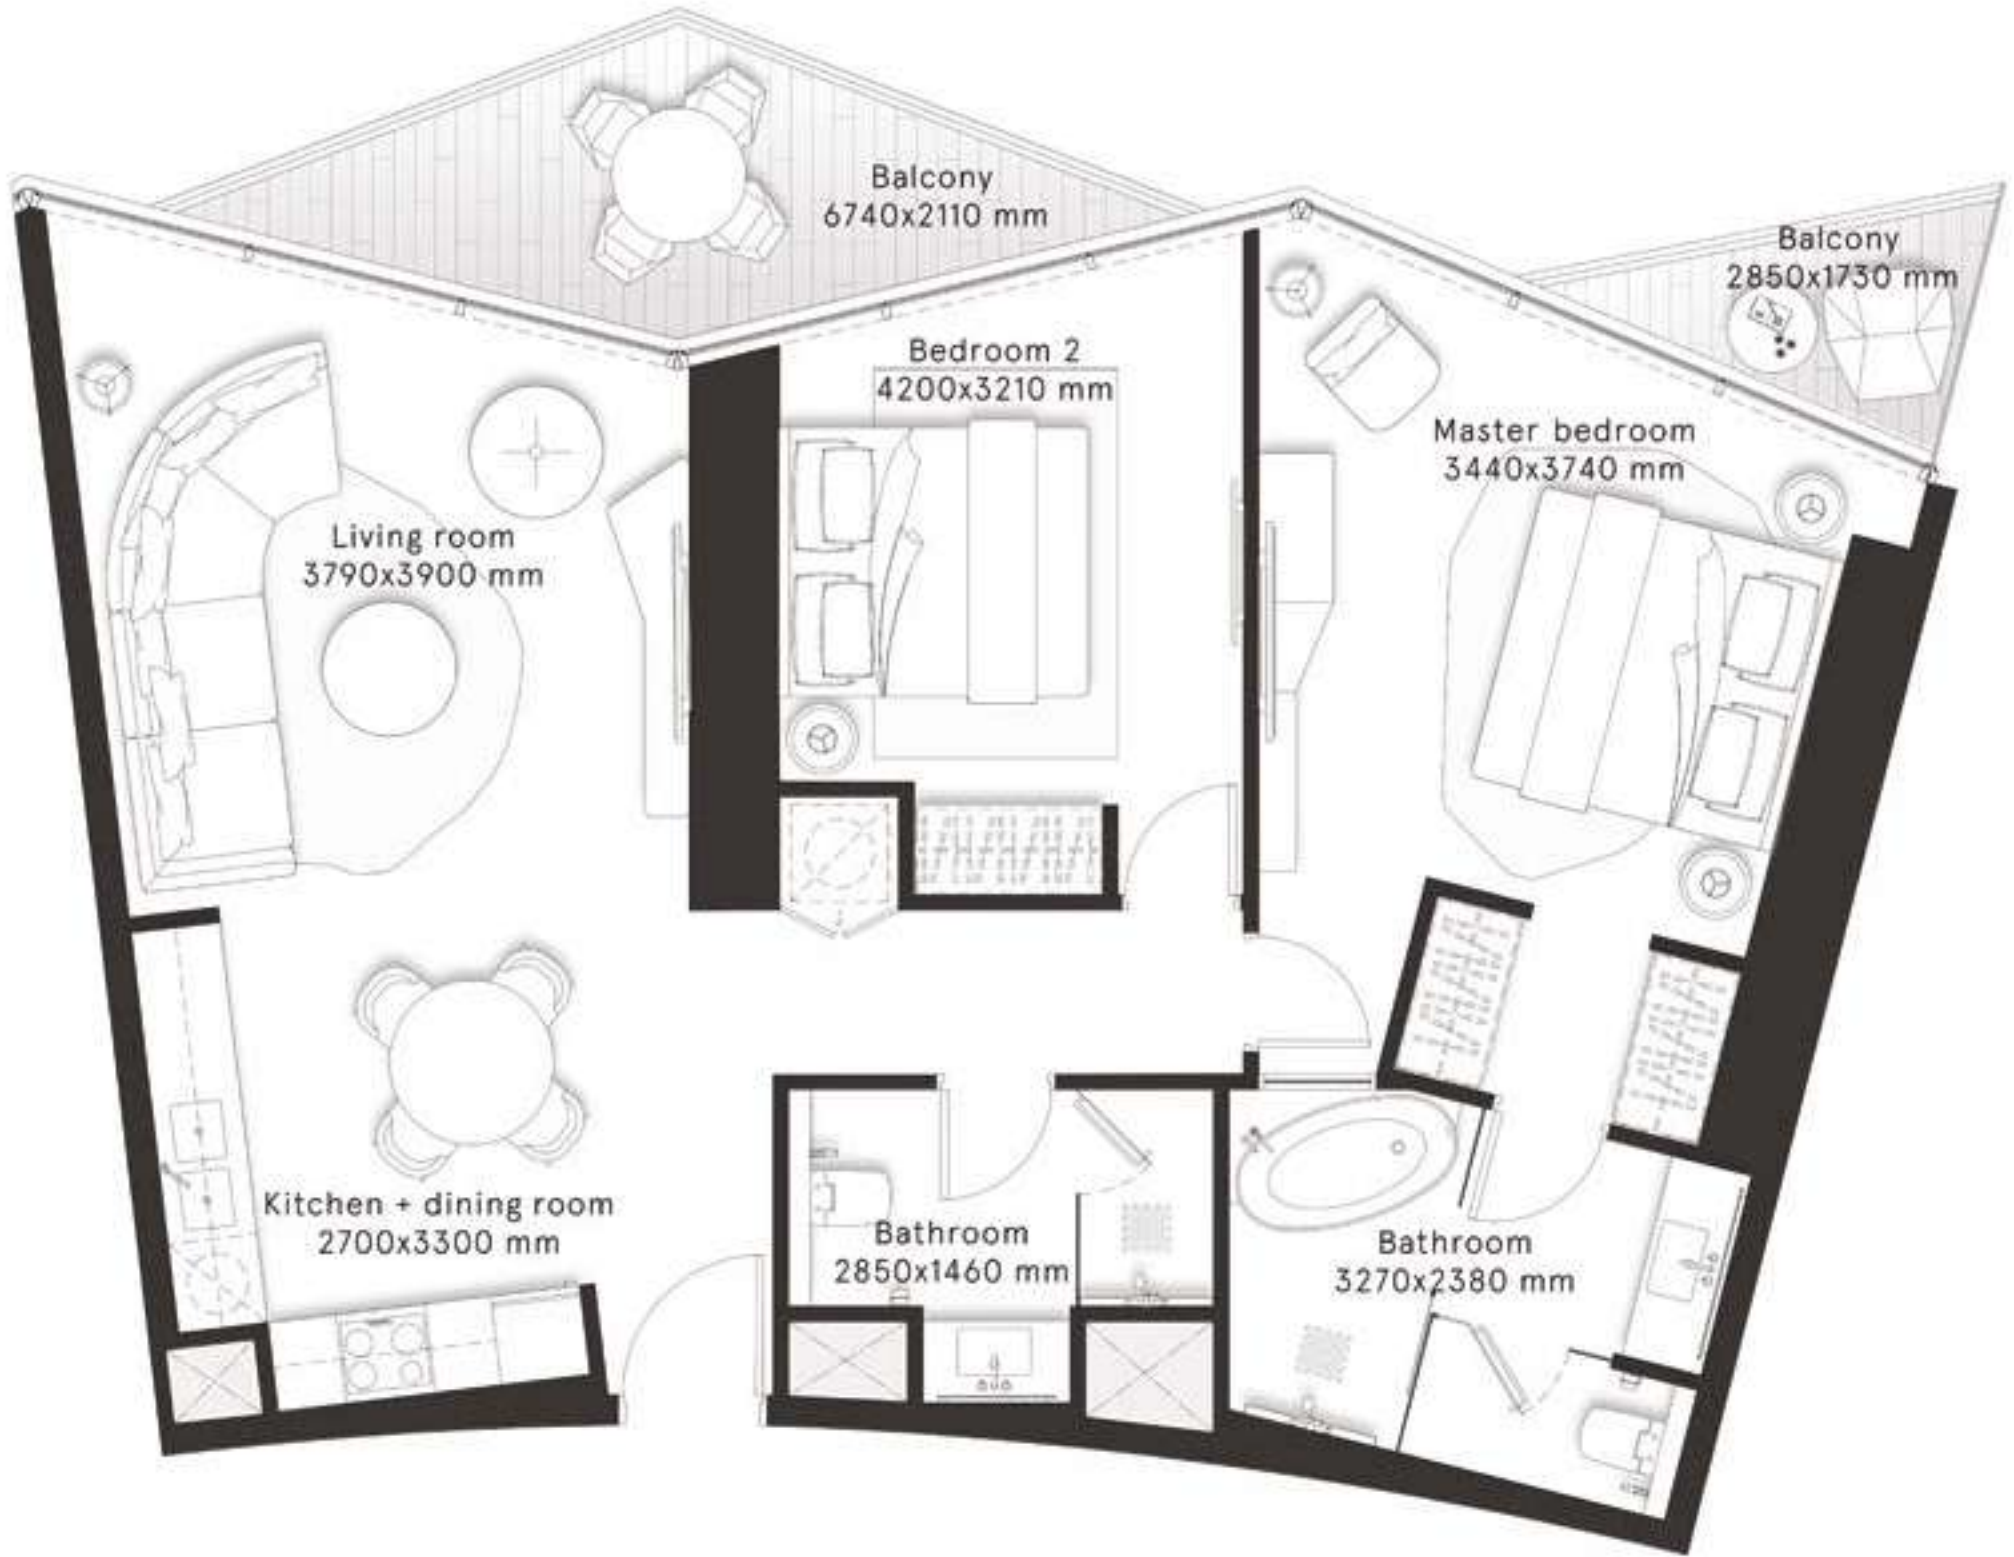 Balcony
6740x2110 mm
Balcony
2850x1730 mm
Bedroom 2
4200x3210 mm
Master bedroom
3440x3740 mm
Living room
3790x3900 mm
Kitchen + dining room
2700x3300 mm
Bathroom
2850x1460 mm
Bathroom
3270x2380 mm